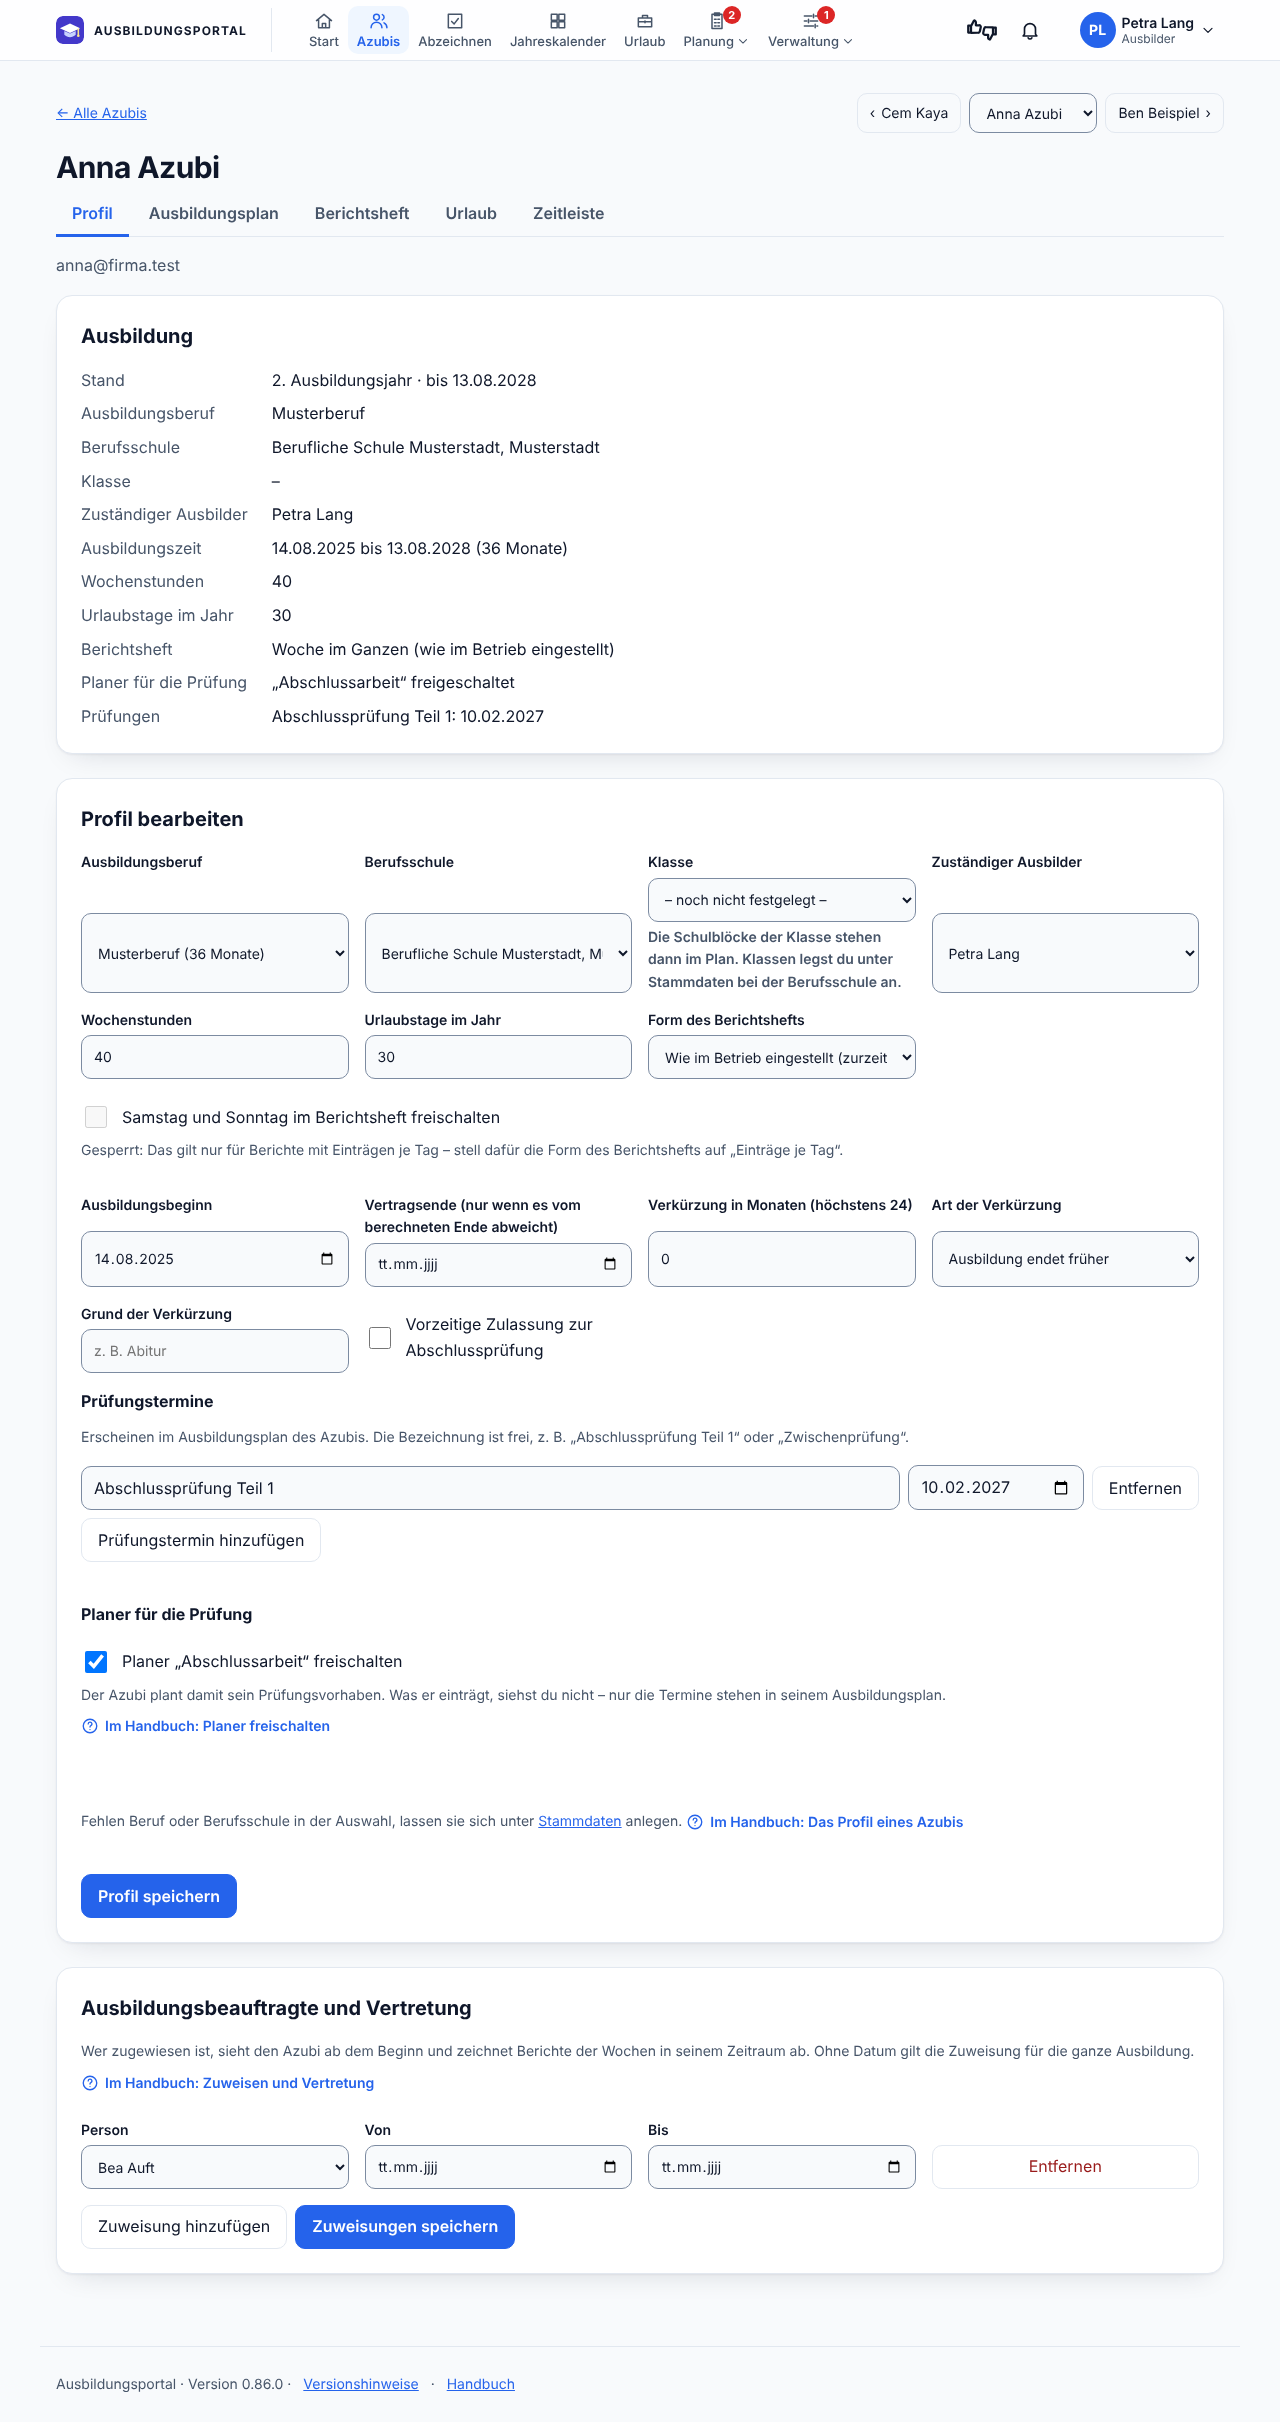 AUSBILDUNGSPORTAL
Start
Azubis
Abzeichnen
Jahreskalender
Urlaub
Planung
2
Verwaltung
1
PL
Petra Lang
Ausbilder
← Alle Azubis
‹ Cem Kaya
Anna Azubi
Ben Beispiel ›
Anna Azubi
Profil
Ausbildungsplan
Berichtsheft
Urlaub
Zeitleiste
anna@firma.test
Ausbildung
Stand 2. Ausbildungsjahr · bis 13.08.2028
Ausbildungsberuf Musterberuf
Berufsschule Berufliche Schule Musterstadt, Musterstadt
Klasse –
Zuständiger Ausbilder Petra Lang
Ausbildungszeit 14.08.2025 bis 13.08.2028 (36 Monate)
Wochenstunden 40
Urlaubstage im Jahr 30
Berichtsheft Woche im Ganzen (wie im Betrieb eingestellt)
Planer für die Prüfung „Abschlussarbeit“ freigeschaltet
Prüfungen Abschlussprüfung Teil 1: 10.02.2027
Profil bearbeiten
Ausbildungsberuf
Musterberuf (36 Monate)
Berufsschule
Berufliche Schule Musterstadt, M
Klasse
– noch nicht festgelegt –
Die Schulblöcke der Klasse stehen
dann im Plan. Klassen legst du unter
Stammdaten bei der Berufsschule an.
Zuständiger Ausbilder
Petra Lang
Wochenstunden
40
Urlaubstage im Jahr
30
Form des Berichtshefts
Wie im Betrieb eingestellt (zurzeit
Samstag und Sonntag im Berichtsheft freischalten
Gesperrt: Das gilt nur für Berichte mit Einträgen je Tag – stell dafür die Form des Berichtshefts auf „Einträge je Tag“.
Ausbildungsbeginn
14.08.2025
Vertragsende (nur wenn es vom
berechneten Ende abweicht)
tt.mm.jjjj
Verkürzung in Monaten (höchstens 24)
0
Art der Verkürzung
Ausbildung endet früher
Grund der Verkürzung
z. B. Abitur
Vorzeitige Zulassung zur
Abschlussprüfung
Prüfungstermine
Erscheinen im Ausbildungsplan des Azubis. Die Bezeichnung ist frei, z. B. „Abschlussprüfung Teil 1“ oder „Zwischenprüfung“.
Abschlussprüfung Teil 1
10.02.2027
Entfernen
Prüfungstermin hinzufügen
Planer für die Prüfung
Planer „Abschlussarbeit“ freischalten
Der Azubi plant damit sein Prüfungsvorhaben. Was er einträgt, siehst du nicht – nur die Termine stehen in seinem Ausbildungsplan.
Im Handbuch: Planer freischalten
Fehlen Beruf oder Berufsschule in der Auswahl, lassen sie sich unter Stammdaten anlegen. Im Handbuch: Das Profil eines Azubis
Profil speichern
Ausbildungsbeauftragte und Vertretung
Wer zugewiesen ist, sieht den Azubi ab dem Beginn und zeichnet Berichte der Wochen in seinem Zeitraum ab. Ohne Datum gilt die Zuweisung für die ganze Ausbildung.
Im Handbuch: Zuweisen und Vertretung
Person
Bea Auft
Von
tt.mm.jjjj
Bis
tt.mm.jjjj
Entfernen
Zuweisung hinzufügen
Zuweisungen speichern
Ausbildungsportal · Version 0.86.0 · Versionshinweise · Handbuch